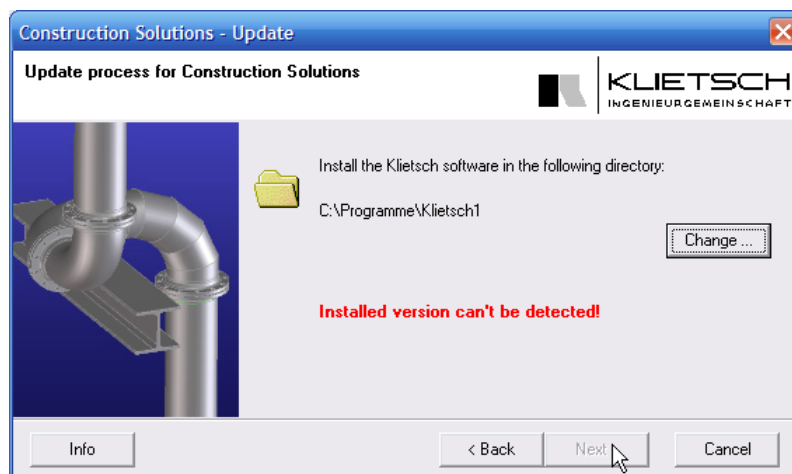 Construction Solutions - Update
Update process for Construction Solutions
KLIETSCH
INGENIEURGEMEINSCHAFT
Install the Klietsch software in the following directory:
C:\Programme\Klietsch1
Change ...
Installed version can't be detected!
Info
< Back
Next
Cancel